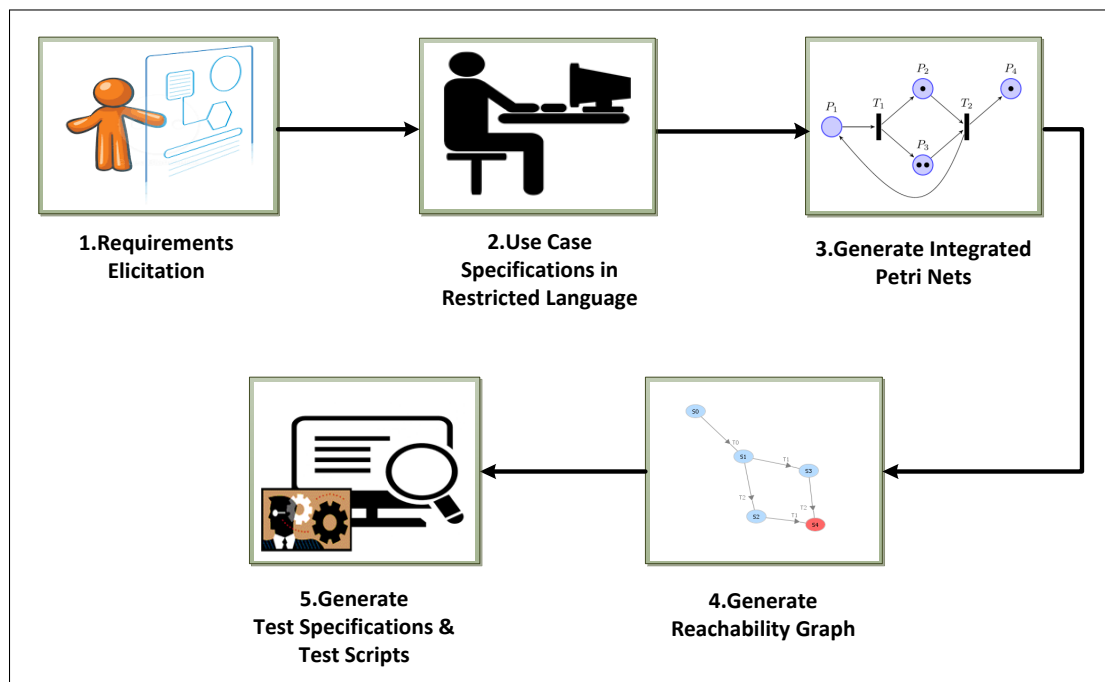 1.Requirements
Elicitation
2.Use Case
Specifications in
Restricted Language
P1
T1
P2
P3
T2
P4
3.Generate Integrated
Petri Nets
S0
T0
S1
T1
S3
T2
T2
S2
T1
S4
4.Generate
Reachability Graph
5.Generate
Test Specifications &
Test Scripts